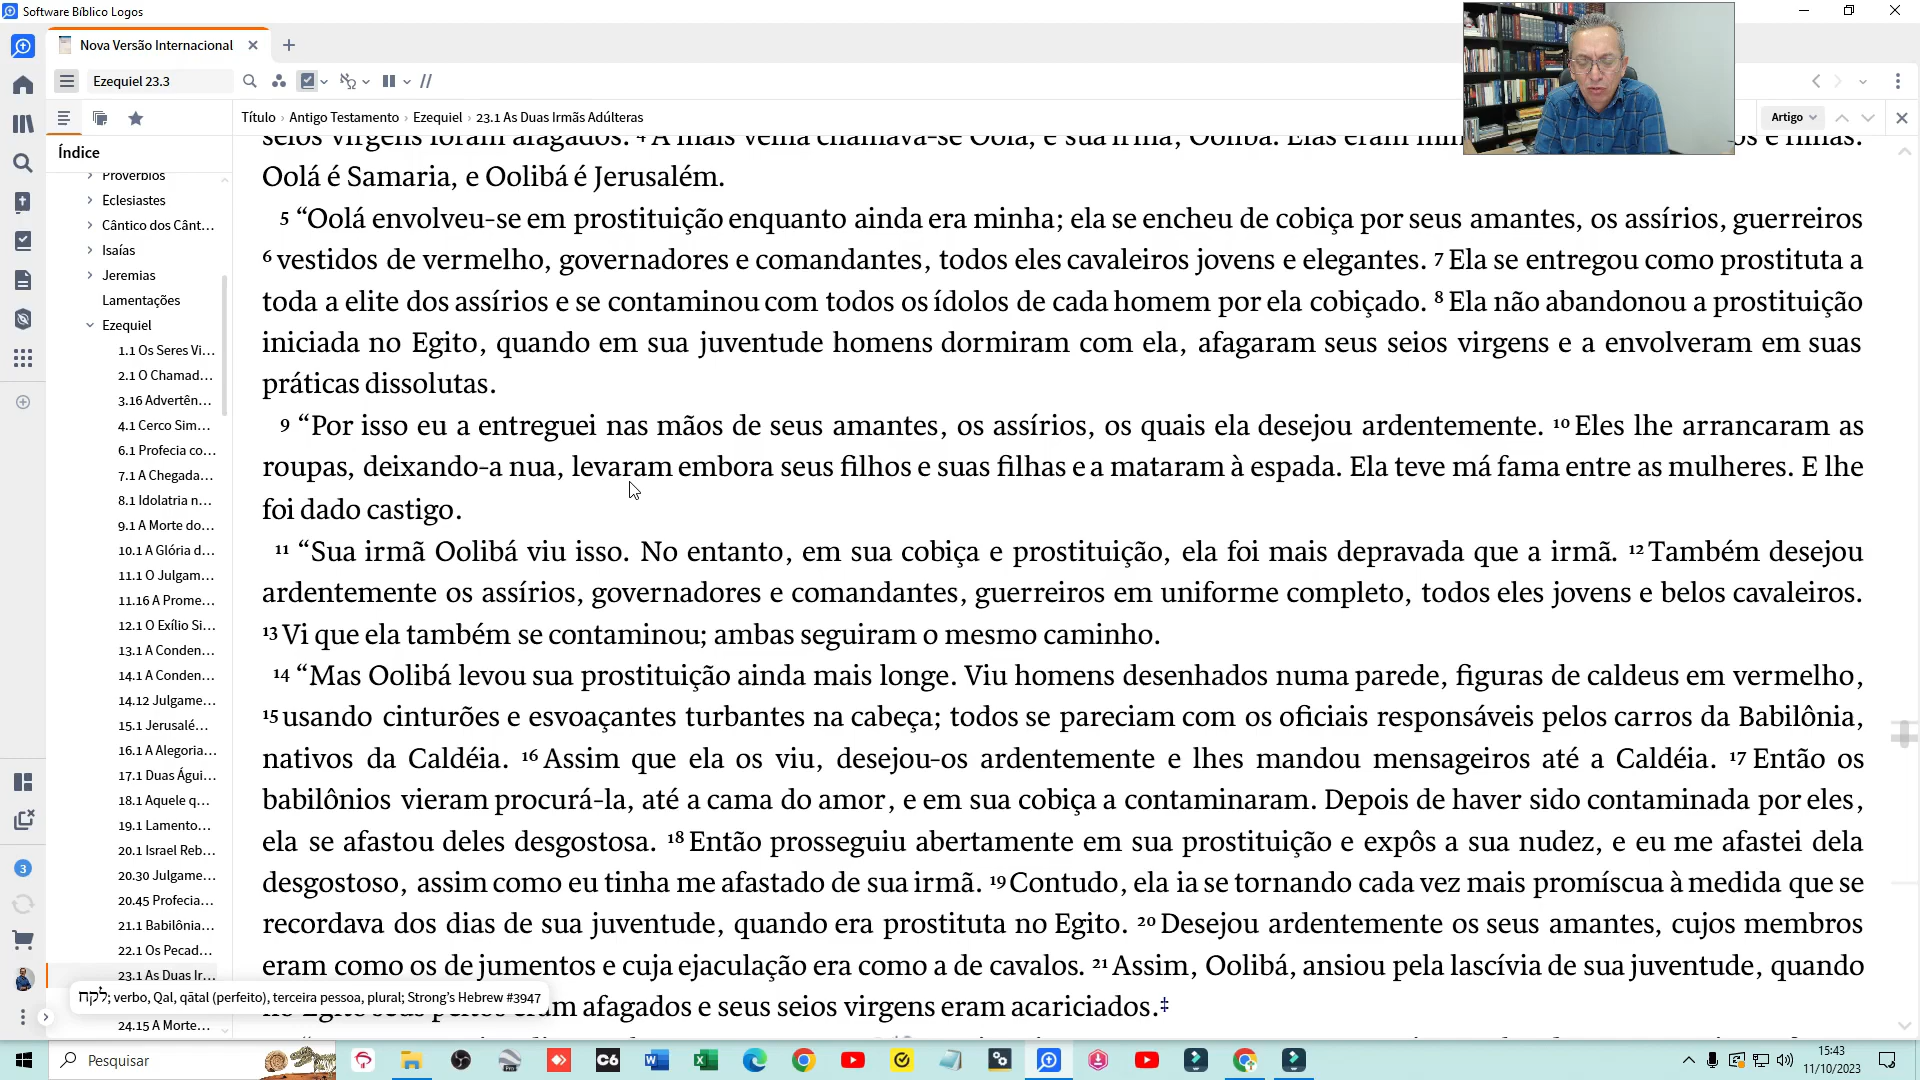 Software Bíblico Logos
Nova Versão Internacional
Ezequiel 23.3
Título › Antigo Testamento › Ezequiel › 23.1 As Duas Irmãs Adúlteras
Artigo
Índice
Provérbios
Eclesiastes
Cântico dos Cânt...
Isaías
Jeremias
Lamentações
Ezequiel
1.1 Os Seres Vi...
2.1 O Chamad...
3.16 Advertên...
4.1 Cerco Sim...
6.1 Profecia co...
7.1 A Chegada...
8.1 Idolatria n...
9.1 A Morte do...
10.1 A Glória d...
11.1 O Julgam...
11.16 A Prome...
12.1 O Exílio Si...
13.1 A Conden...
14.1 A Conden...
14.12 Julgame...
15.1 Jerusalé...
16.1 A Alegoria...
17.1 Duas Águi...
18.1 Aquele q...
19.1 Lamento...
20.1 Israel Reb...
20.30 Julgame...
20.45 Profecia...
21.1 Babilônia...
22.1 Os Pecad...
23.1 As Duas Ir...
24.15 A Morte...
3
seios virgens foram afagados. 4 A mais velha chamava-se Oolá, e sua irmã, Oolibá. Elas eram
Oolá é Samaria, e Oolibá é Jerusalém.
5 “Oolá envolveu-se em prostituição enquanto ainda era minha; ela se encheu de cobiça por seus amantes, os assírios, guerreiros
6 vestidos de vermelho, governadores e comandantes, todos eles cavaleiros jovens e elegantes. 7 Ela se entregou como prostituta a
toda a elite dos assírios e se contaminou com todos os ídolos de cada homem por ela cobiçado. 8 Ela não abandonou a prostituição
iniciada no Egito, quando em sua juventude homens dormiram com ela, afagaram seus seios virgens e a envolveram em suas
práticas dissolutas.
9 “Por isso eu a entreguei nas mãos de seus amantes, os assírios, os quais ela desejou ardentemente. 10 Eles lhe arrancaram as
roupas, deixando-a nua, levaram embora seus filhos e suas filhas e a mataram à espada. Ela teve má fama entre as mulheres. E lhe
foi dado castigo.
11 “Sua irmã Oolibá viu isso. No entanto, em sua cobiça e prostituição, ela foi mais depravada que a irmã. 12 Também desejou
ardentemente os assírios, governadores e comandantes, guerreiros em uniforme completo, todos eles jovens e belos cavaleiros.
13 Vi que ela também se contaminou; ambas seguiram o mesmo caminho.
14 “Mas Oolibá levou sua prostituição ainda mais longe. Viu homens desenhados numa parede, figuras de caldeus em vermelho,
15 usando cinturões e esvoaçantes turbantes na cabeça; todos se pareciam com os oficiais responsáveis pelos carros da Babilônia,
nativos da Caldéia. 16 Assim que ela os viu, desejou-os ardentemente e lhes mandou mensageiros até a Caldéia. 17 Então os
babilônios vieram procurá-la, até a cama do amor, e em sua cobiça a contaminaram. Depois de haver sido contaminada por eles,
ela se afastou deles desgostosa. 18 Então prosseguiu abertamente em sua prostituição e expôs a sua nudez, e eu me afastei dela
desgostoso, assim como eu tinha me afastado de sua irmã. 19 Contudo, ela ia se tornando cada vez mais promíscua à medida que se
recordava dos dias de sua juventude, quando era prostituta no Egito. 20 Desejou ardentemente os seus amantes, cujos membros
eram como os de jumentos e cuja ejaculação era como a de cavalos. 21 Assim, Oolibá, ansiou pela lascívia de sua juventude, quando
afagados e seus seios virgens eram acariciados.‡
לקח; verbo, Qal, qātal (perfeito), terceira pessoa, plural; Strong’s Hebrew #3947
Pesquisar
C6
15:43
11/10/2023